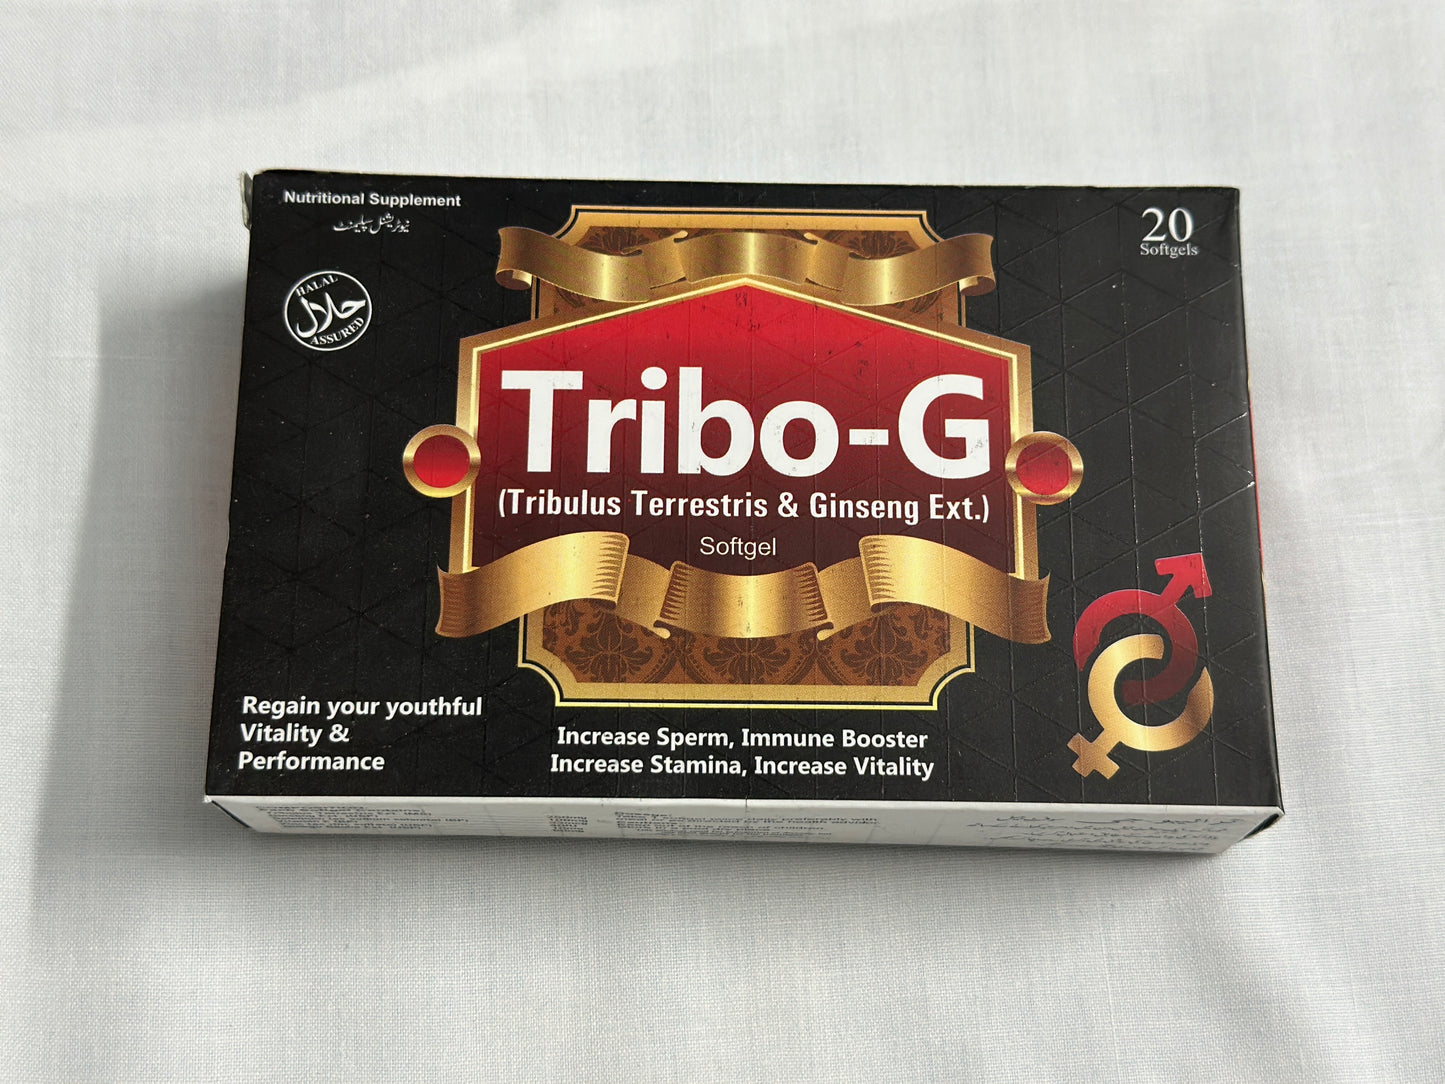 Nutritional Supplement
نیوٹریشنل سپلیمنٹ
20
Softgels
HALAL
حلال
ASSURED
Tribo-G
(Tribulus Terrestris & Ginseng Ext.)
Softgel
Regain your youthful
Vitality &
Performance
Increase Sperm, Immune Booster
Increase Stamina, Increase Vitality